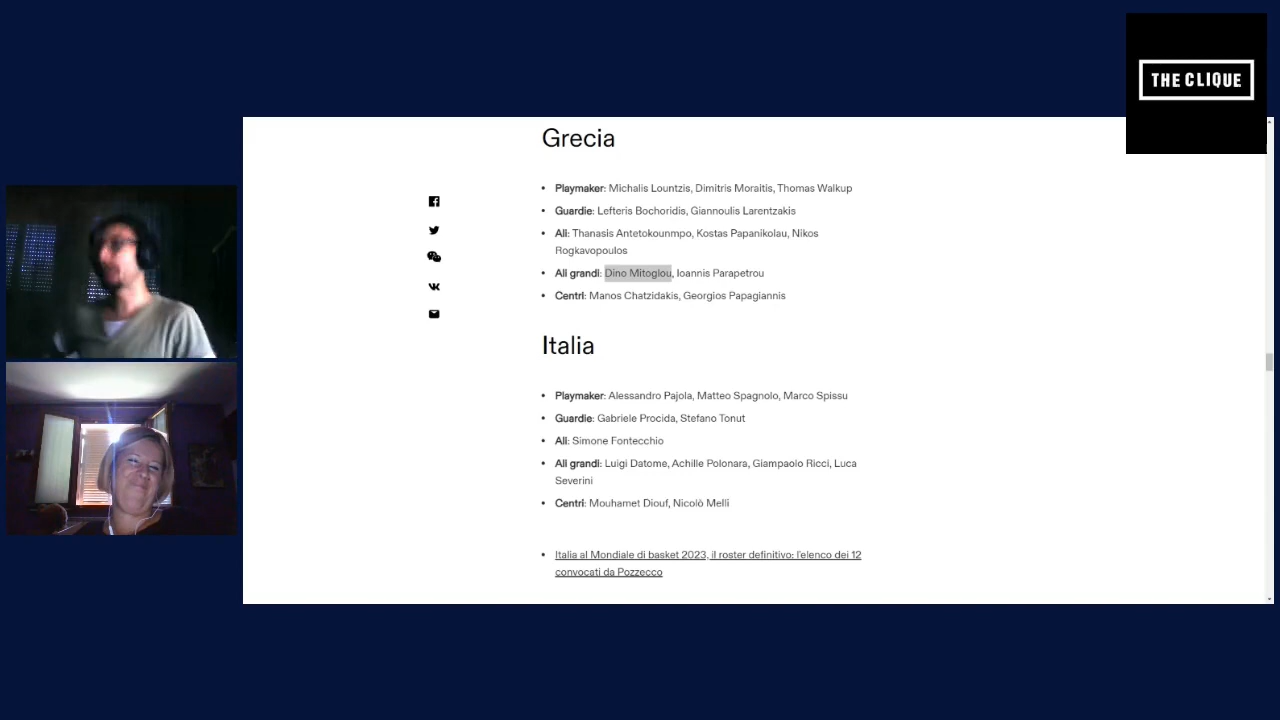 THE CLIQUE
Grecia
Playmaker: Michalis Lountzis, Dimitris Moraitis, Thomas Walkup
Guardie: Lefteris Bochoridis, Giannoulis Larentzakis
Ali: Thanasis Antetokounmpo, Kostas Papanikolau, Nikos
Rogkavopoulos
Ali grandi: Dino Mitoglou, Ioannis Parapetrou
Centri: Manos Chatzidakis, Georgios Papagiannis
Italia
Playmaker: Alessandro Pajola, Matteo Spagnolo, Marco Spissu
Guardie: Gabriele Procida, Stefano Tonut
Ali: Simone Fontecchio
Ali grandi: Luigi Datome, Achille Polonara, Giampaolo Ricci, Luca
Severini
Centri: Mouhamet Diouf, Nicolò Melli
Italia al Mondiale di basket 2023, il roster definitivo: l'elenco dei 12
convocati da Pozzecco